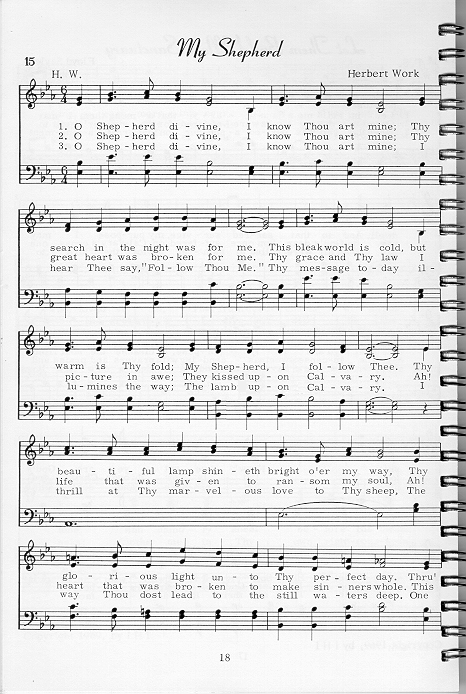 My Shepherd
15
H. W. Herbert Work
1. O Shep-herd di-vine, I know Thou art mine; Thy
2. O Shep-herd di-vine, I know Thou art mine; Thy
3. O Shep-herd di-vine, I know Thou art mine; I
search in the night was for me. This bleak world is cold, but
great heart was bro-ken for me. Thy grace and Thy law I
hear Thee say, "Fol-low Thou Me." Thy mes-sage to-day il-
warm is Thy fold; My Shep-herd, I fol-low Thee. Thy
pic-ture in awe; They kissed up-on Cal-va-ry. Ah!
lu-mines the way; The lamb up-on Cal-va-ry. I
beau-ti-ful lamp shin-eth bright o'er my way, Thy
life that was giv-en to ran-som my soul, Ah!
thrill at Thy mar-vel-ous love to Thy sheep, The
glo-ri-ous light un-to Thy per-fect day. Thru'
heart that was bro-ken to make sin-ners whole. This
way Thou dost lead to the still wa-ters deep. One
18